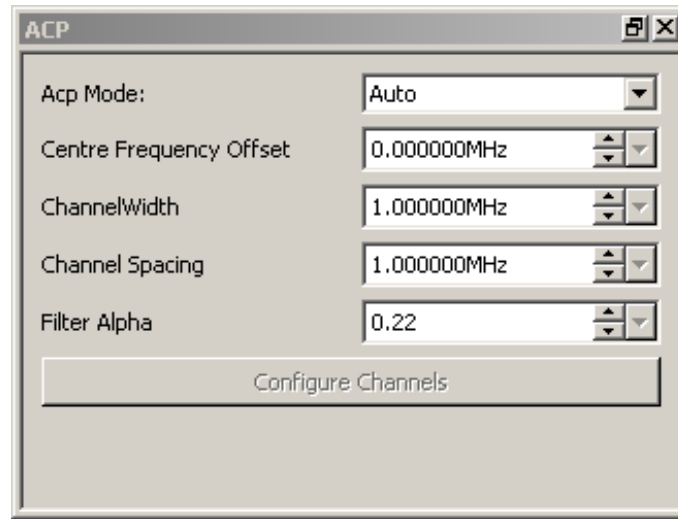 ACP
Acp Mode: Auto
Centre Frequency Offset 0.000000MHz
ChannelWidth 1.000000MHz
Channel Spacing 1.000000MHz
Filter Alpha 0.22
Configure Channels